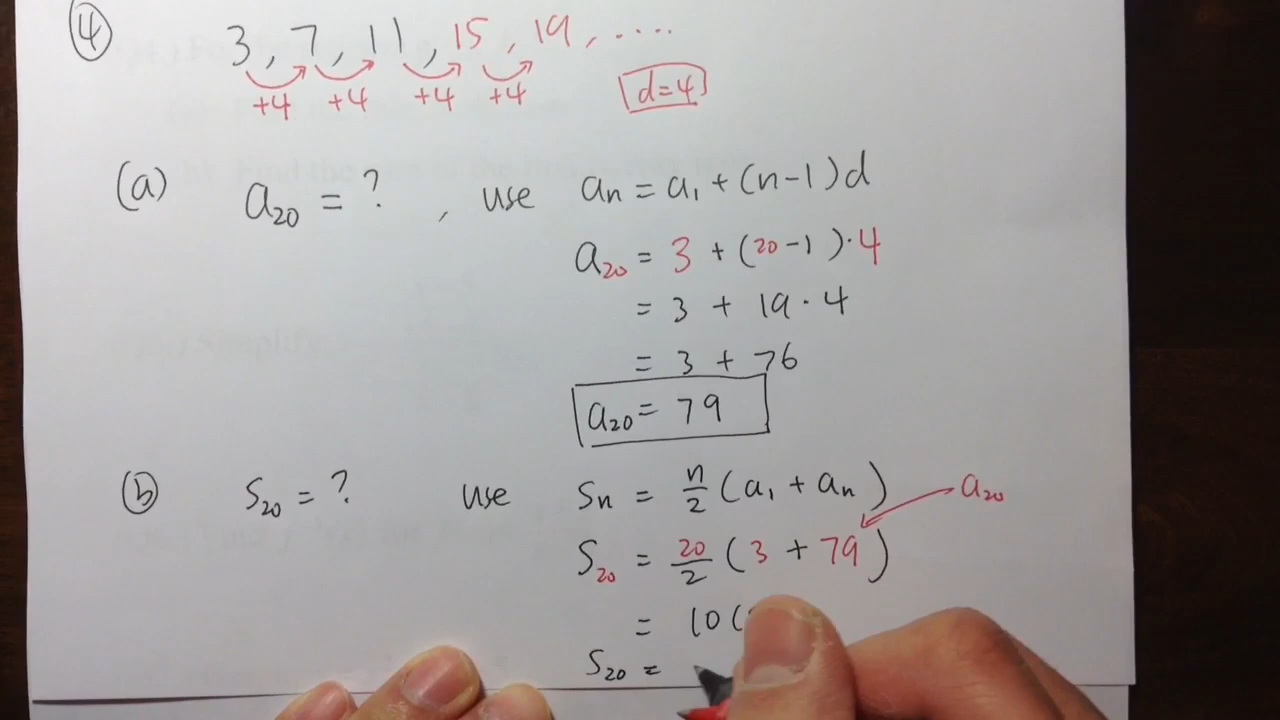 ④ 3, 7, 11, 15, 19, ....
+4 +4 +4 +4 d=4
(a) a₂₀ = ? , use aₙ = a₁ + (n-1)d
a₂₀ = 3 + (20-1)·4
= 3 + 19·4
= 3 + 76
a₂₀ = 79
(b) S₂₀ = ? use Sₙ = n/2 (a₁ + aₙ)
a₂₀
S₂₀ = 20/2 (3 + 79)
= 10(
S₂₀ =